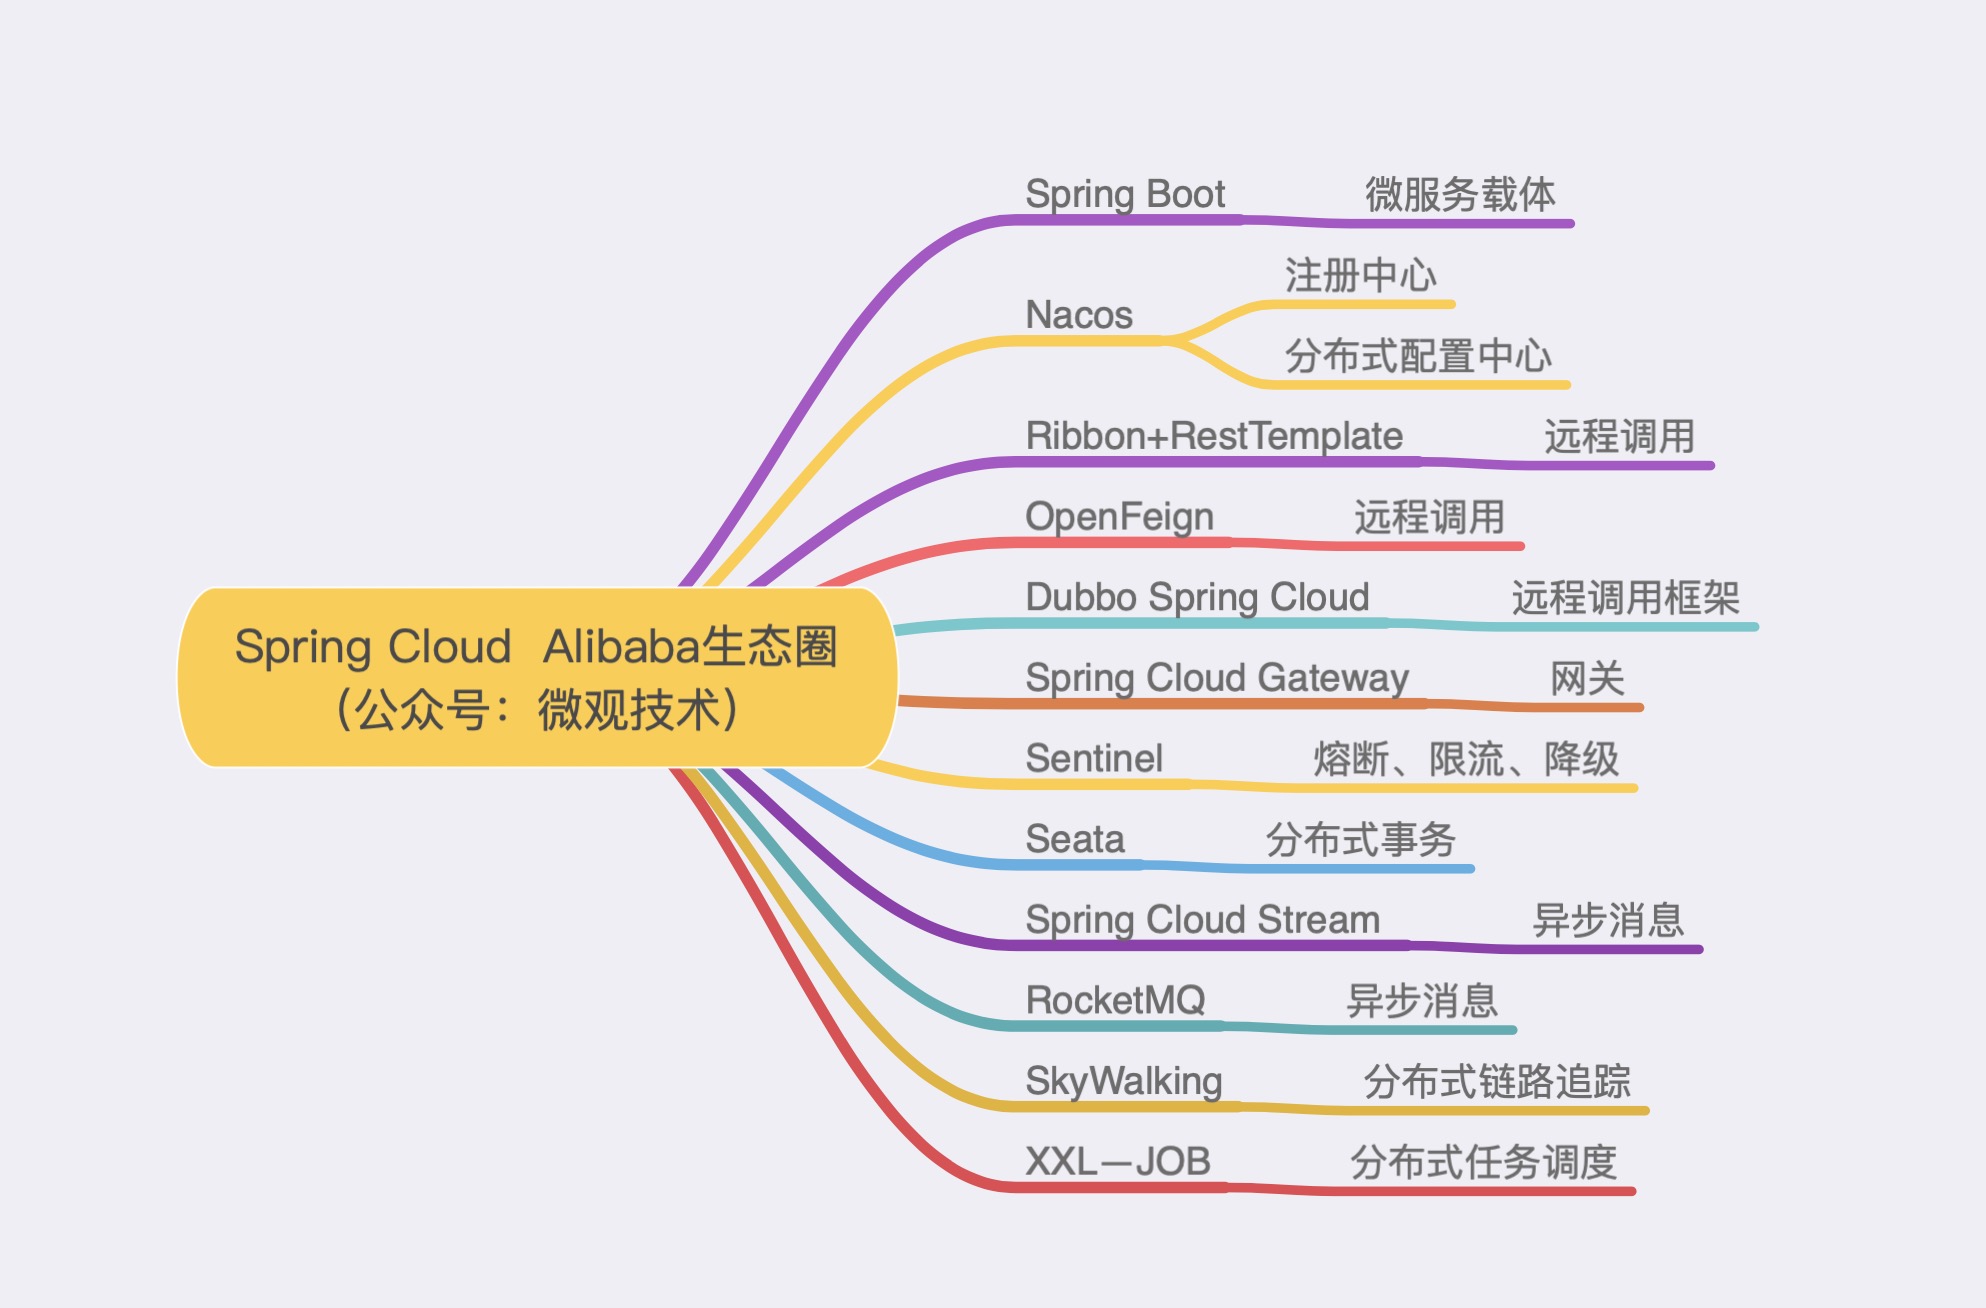 Spring Cloud  Alibaba生态圈
（公众号：微观技术）
Spring Boot 微服务载体
Nacos
注册中心
分布式配置中心
Ribbon+RestTemplate 远程调用
OpenFeign 远程调用
Dubbo Spring Cloud 远程调用框架
Spring Cloud Gateway 网关
Sentinel 熔断、限流、降级
Seata 分布式事务
Spring Cloud Stream 异步消息
RocketMQ 异步消息
SkyWalking 分布式链路追踪
XXL—JOB 分布式任务调度